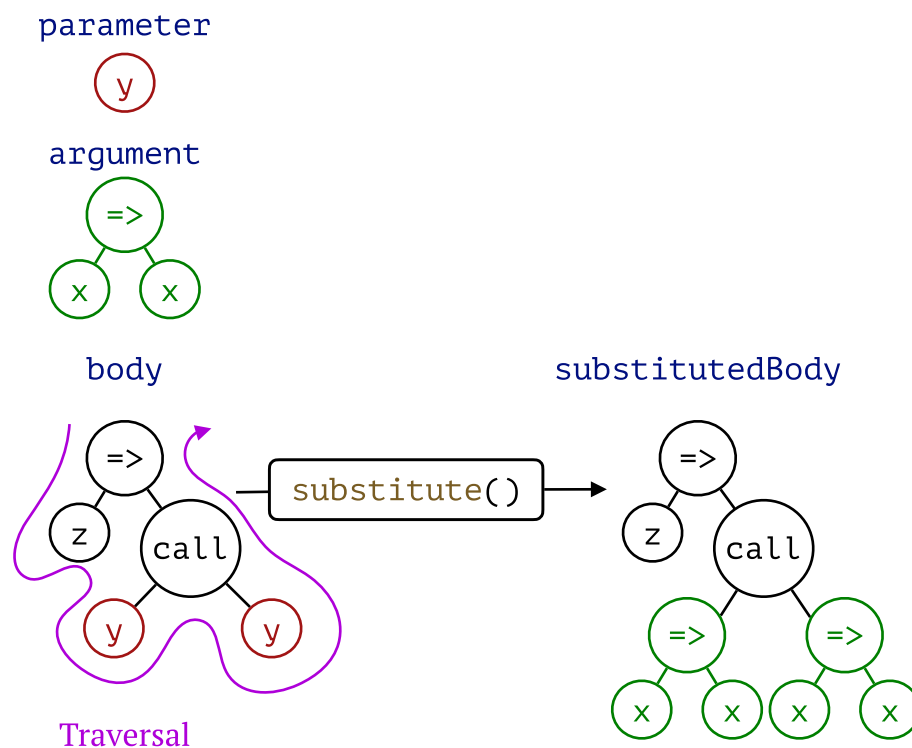 parameter
y
argument
=>
x x
body substitutedBody
=> =>
substitute()
z z
call call
y y => =>
x x x x
Traversal